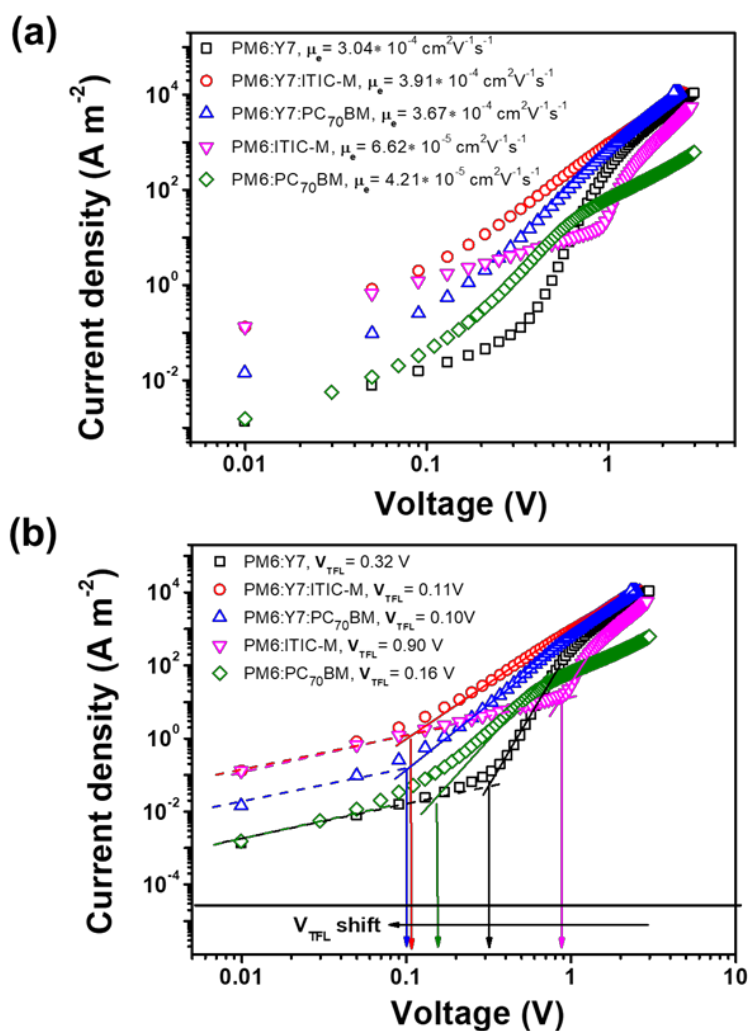 (a)
PM6:Y7, μe= 3.04* 10-4 cm2V-1s-1
PM6:Y7:ITIC-M, μe= 3.91* 10-4 cm2V-1s-1
PM6:Y7:PC70BM, μe= 3.67* 10-4 cm2V-1s-1
PM6:ITIC-M, μe= 6.62* 10-5 cm2V-1s-1
PM6:PC70BM, μe= 4.21* 10-5 cm2V-1s-1
Current density (A m-2)
104
102
100
10-2
0.01
0.1
1
Voltage (V)
(b)
PM6:Y7, VTFL= 0.32 V
PM6:Y7:ITIC-M, VTFL= 0.11V
PM6:Y7:PC70BM, VTFL= 0.10V
PM6:ITIC-M, VTFL= 0.90 V
PM6:PC70BM, VTFL= 0.16 V
Current density (A m-2)
104
102
100
10-2
10-4
VTFL shift
0.01
0.1
1
10
Voltage (V)